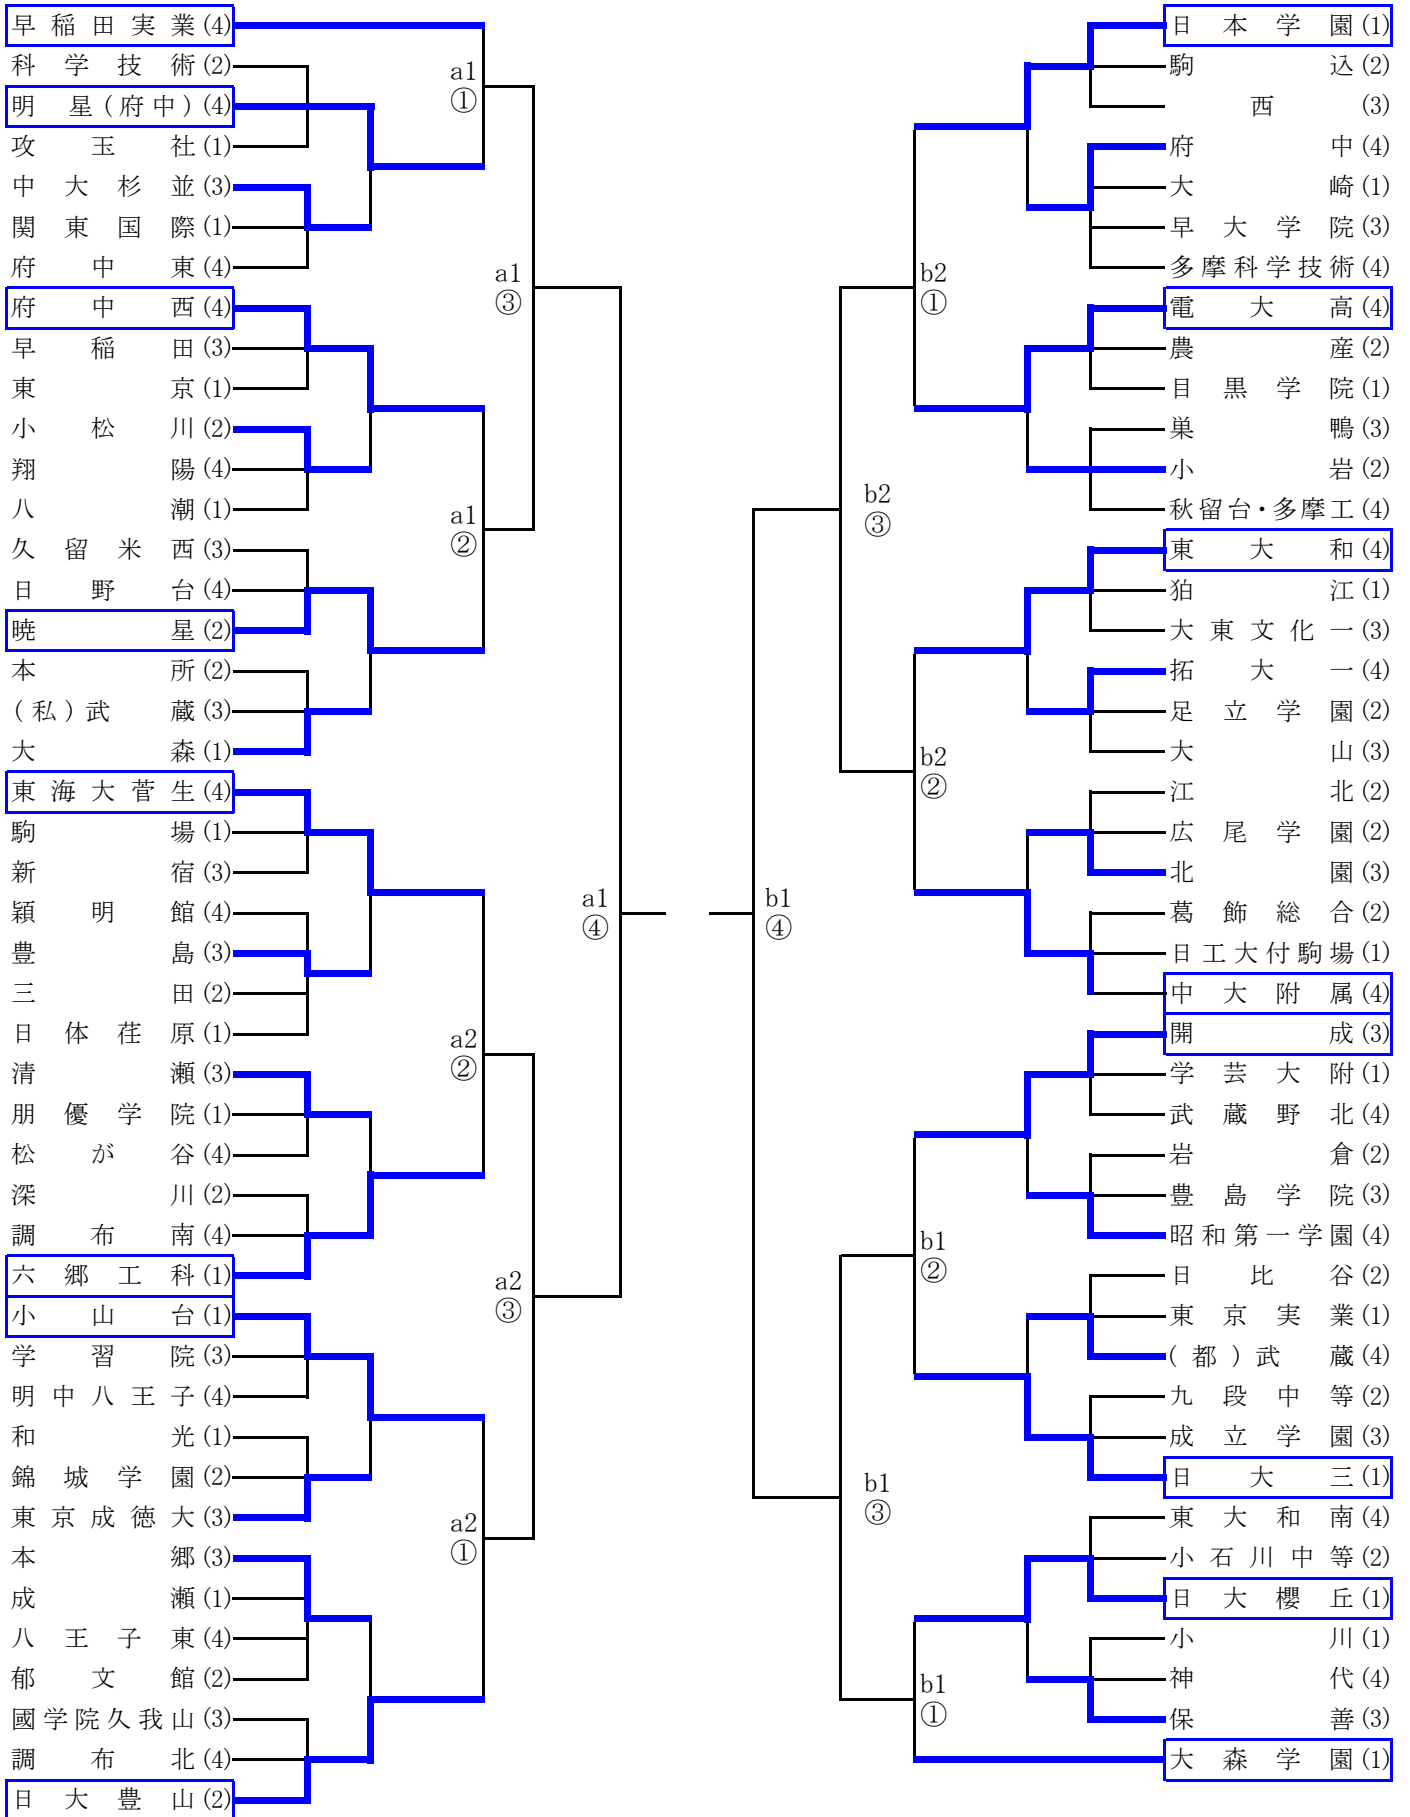 早稲田実業(4)
科学技術(2)
明星(府中)(4)
攻玉社(1)
中大杉並(3)
関東国際(1)
府中東(4)
府中西(4)
早稲田(3)
東京(1)
小松川(2)
翔陽(4)
八潮(1)
久留米西(3)
日野台(4)
暁星(2)
本所(2)
(私)武蔵(3)
大森(1)
東海大菅生(4)
駒場(1)
新宿(3)
穎明館(4)
豊島(3)
三田(2)
日体荏原(1)
清瀬(3)
朋優学院(1)
松が谷(4)
深川(2)
調布南(4)
六郷工科(1)
小山台(1)
学習院(3)
明中八王子(4)
和光(1)
錦城学園(2)
東京成徳大(3)
本郷(3)
成瀬(1)
八王子東(4)
郁文館(2)
國学院久我山(3)
調布北(4)
日大豊山(2)
a1
①
a1
③
a1
②
a1
④
a2
②
a2
③
a2
①
b2
①
b2
③
b2
②
b1
④
b1
②
b1
③
b1
①
日本学園(1)
駒込(2)
西(3)
府中(4)
大崎(1)
早大学院(3)
多摩科学技術(4)
電大高(4)
農産(2)
目黒学院(1)
巣鴨(3)
小岩(2)
秋留台・多摩工(4)
東大和(4)
狛江(1)
大東文化一(3)
拓大一(4)
足立学園(2)
大山(3)
江北(2)
広尾学園(2)
北園(3)
葛飾総合(2)
日工大付駒場(1)
中大附属(4)
開成(3)
学芸大附(1)
武蔵野北(4)
岩倉(2)
豊島学院(3)
昭和第一学園(4)
日比谷(2)
東京実業(1)
(都)武蔵(4)
九段中等(2)
成立学園(3)
日大三(1)
東大和南(4)
小石川中等(2)
日大櫻丘(1)
小川(1)
神代(4)
保善(3)
大森学園(1)